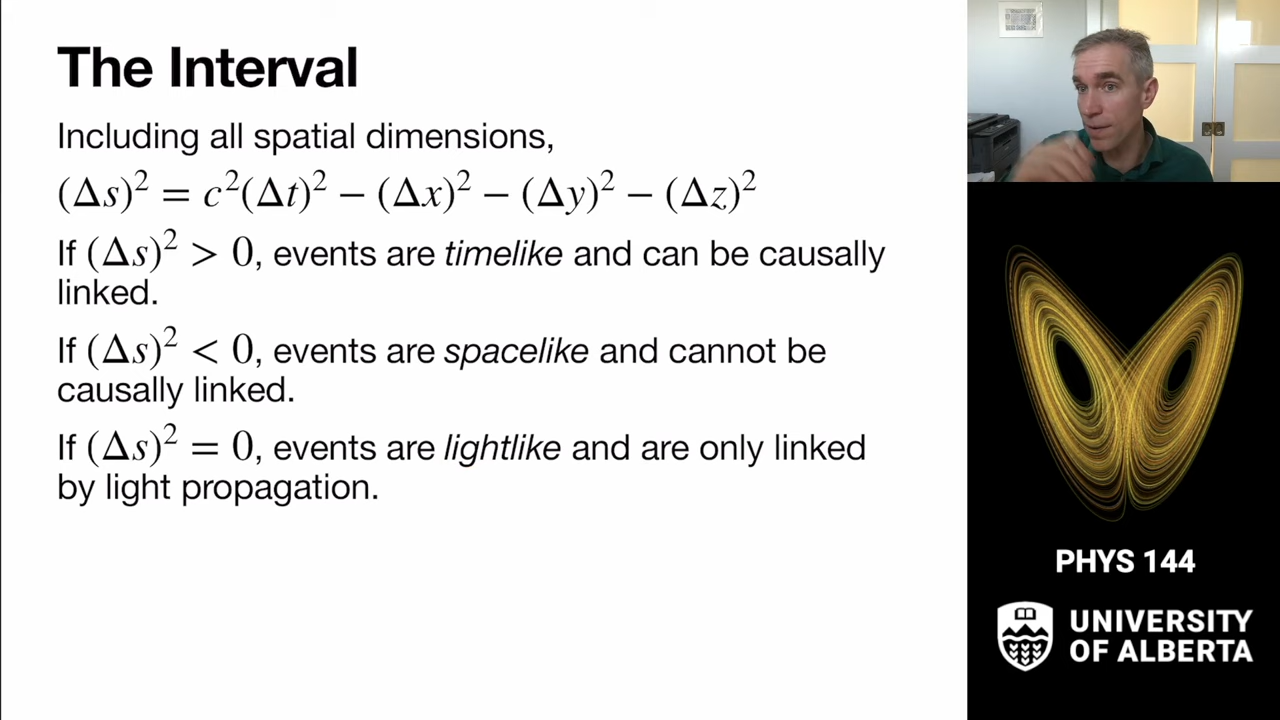 The Interval
Including all spatial dimensions,
(Δs)² = c²(Δt)² − (Δx)² − (Δy)² − (Δz)²
If (Δs)² > 0, events are timelike and can be causally
linked.
If (Δs)² < 0, events are spacelike and cannot be
causally linked.
If (Δs)² = 0, events are lightlike and are only linked
by light propagation.
PHYS 144
UNIVERSITY
OF ALBERTA